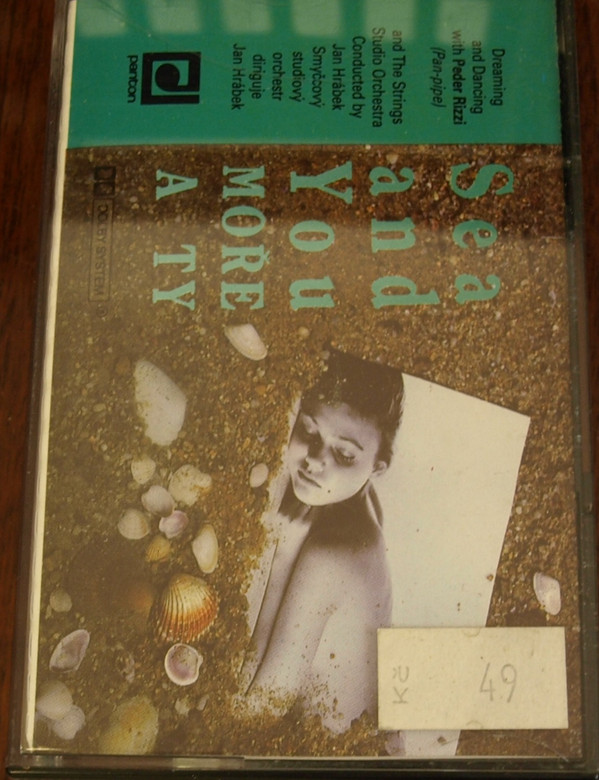 Dreaming
and Dancing
with Peder Rizzi
(Pan-pipe)
and The Strings
Studio Orchestra
Conducted by
Jan Hrábek
Smyčcový
studiový
orchestr
diriguje
Jan Hrábek
panton
Sea
and
You
MOŘE
A TY
DOLBY SYSTEM
Kč 49